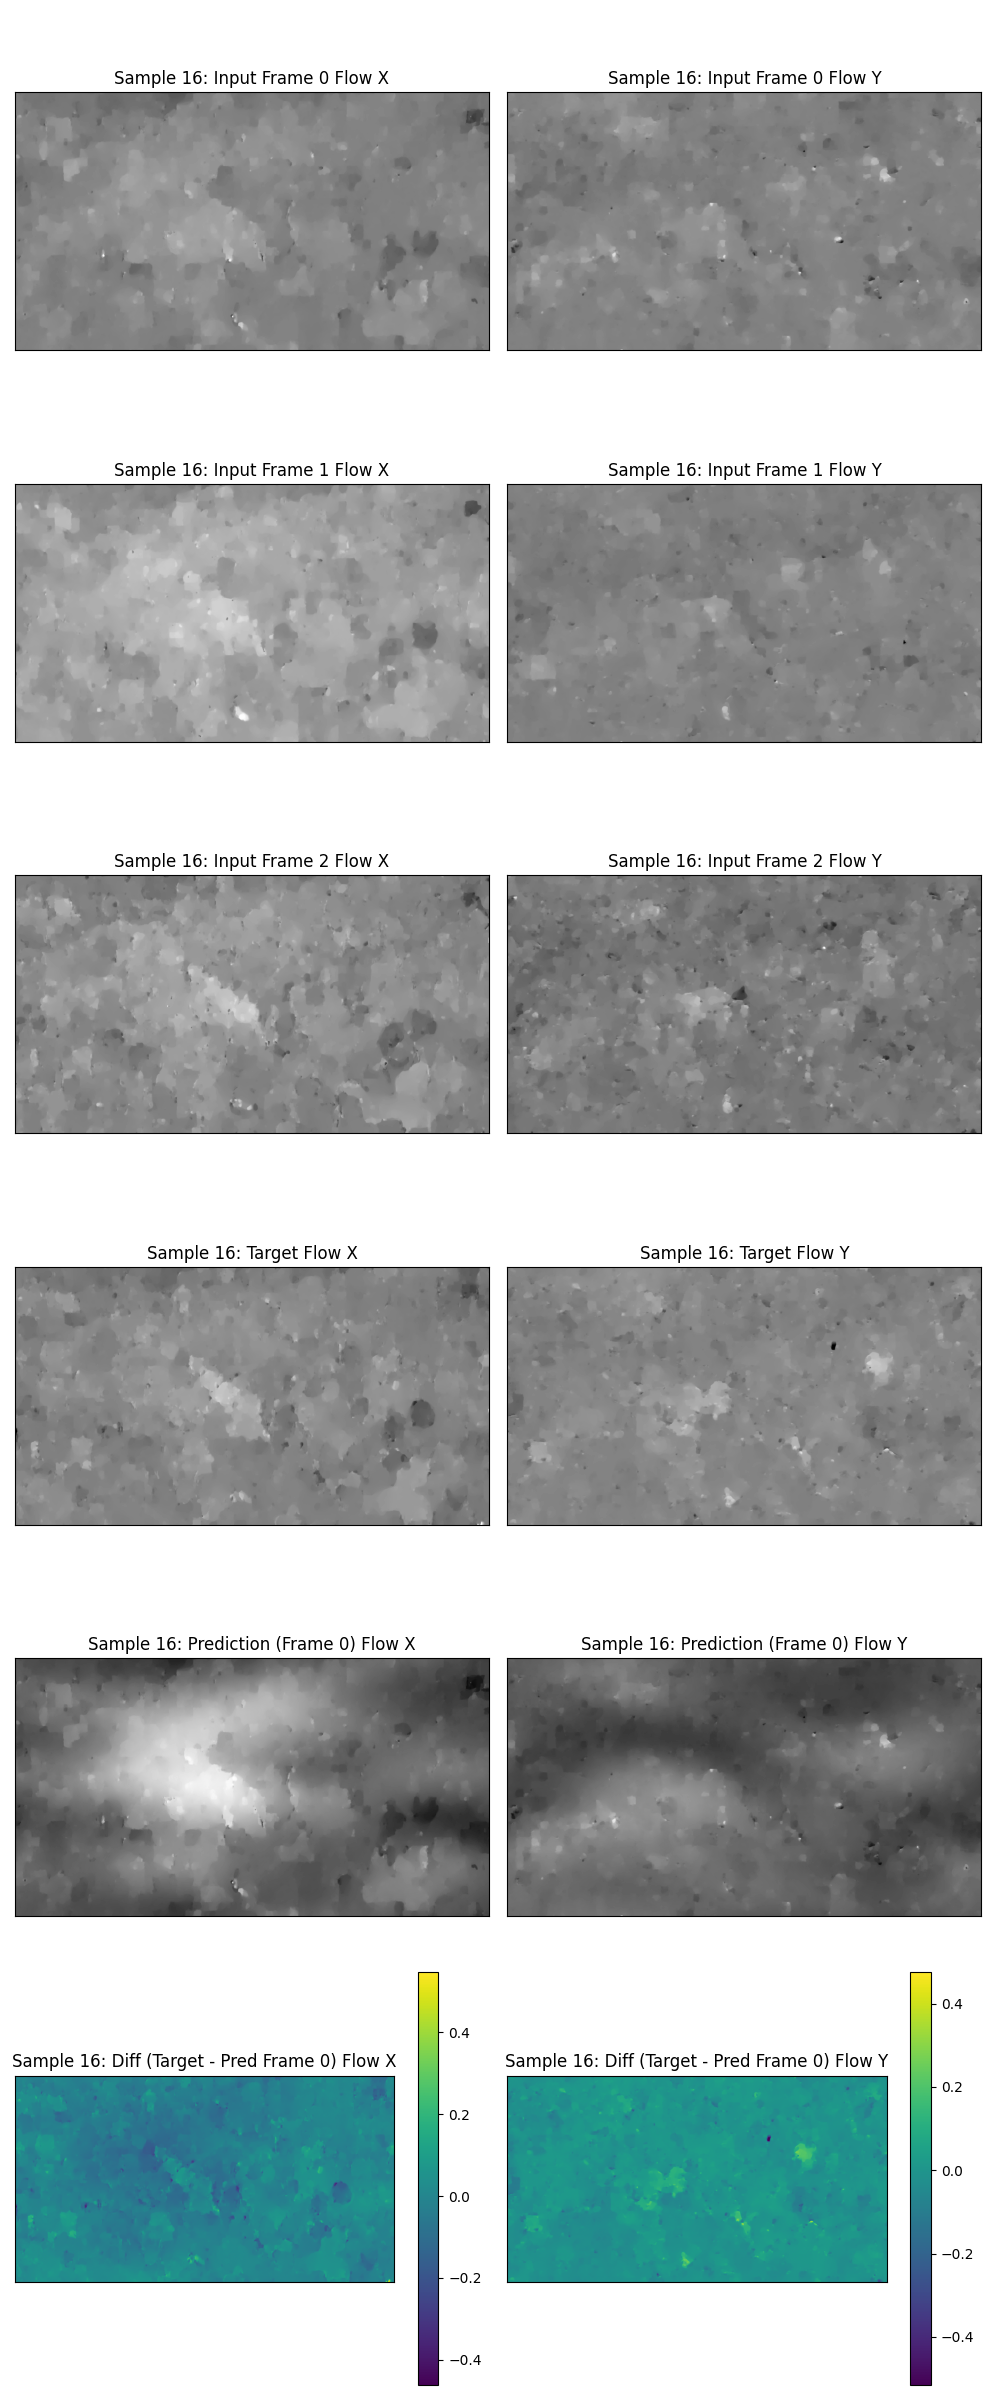 Sample 16: Input Frame 0 Flow X
Sample 16: Input Frame 0 Flow Y
Sample 16: Input Frame 1 Flow X
Sample 16: Input Frame 1 Flow Y
Sample 16: Input Frame 2 Flow X
Sample 16: Input Frame 2 Flow Y
Sample 16: Target Flow X
Sample 16: Target Flow Y
Sample 16: Prediction (Frame 0) Flow X
Sample 16: Prediction (Frame 0) Flow Y
Sample 16: Diff (Target - Pred Frame 0) Flow X
0.4
0.2
0.0
−0.2
−0.4
Sample 16: Diff (Target - Pred Frame 0) Flow Y
0.4
0.2
0.0
−0.2
−0.4